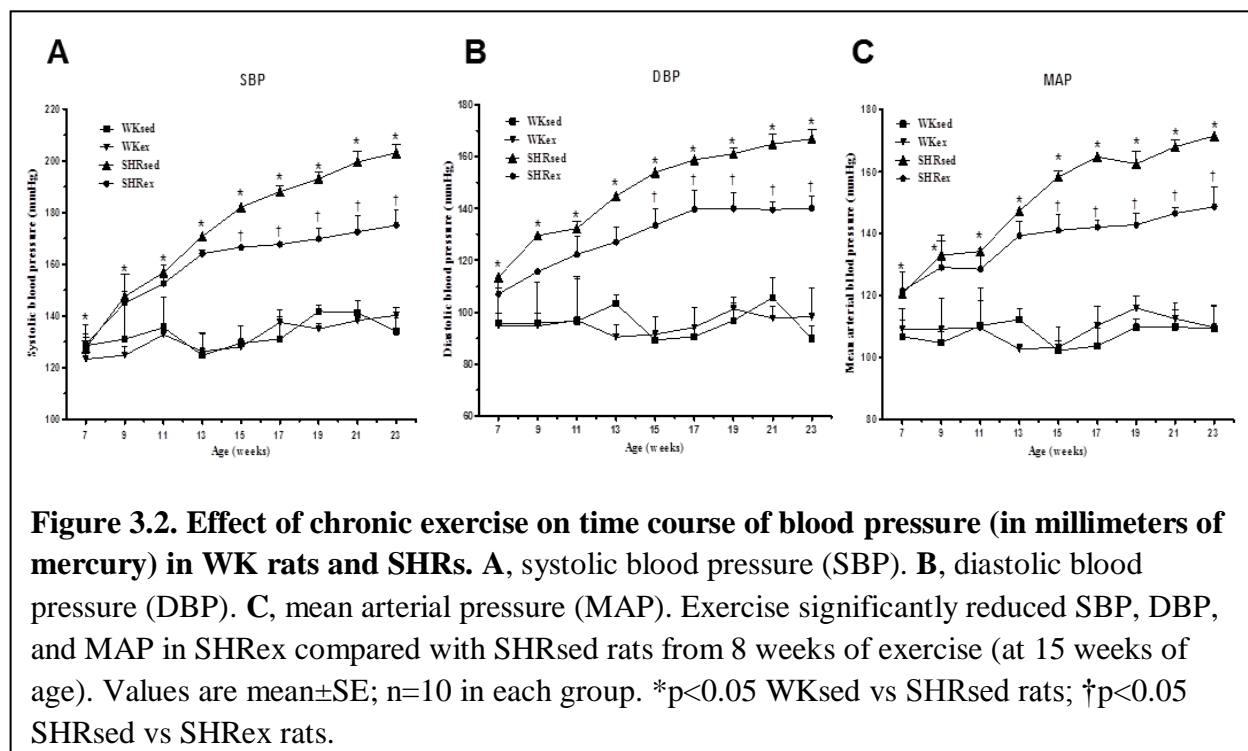 A
SBP
Systolic blood pressure (mmHg)
220
200
180
160
140
120
100
WKsed
WKex
SHRsed
SHRex
* * * * * * * * *
† † † † †
7 9 11 13 15 17 19 21 23
Age (weeks)
B
DBP
Diastolic blood pressure (mmHg)
180
160
140
120
100
80
60
WKsed
WKex
SHRsed
SHRex
* * * * * * * * *
† † † † †
7 9 11 13 15 17 19 21 23
Age (weeks)
C
MAP
Mean arterial blood pressure (mmHg)
180
160
140
120
100
80
WKsed
WKex
SHRsed
SHRex
* * * * * * * * *
† † † † †
7 9 11 13 15 17 19 21 23
Age (weeks)
Figure 3.2. Effect of chronic exercise on time course of blood pressure (in millimeters of
mercury) in WK rats and SHRs. A, systolic blood pressure (SBP). B, diastolic blood
pressure (DBP). C, mean arterial pressure (MAP). Exercise significantly reduced SBP, DBP,
and MAP in SHRex compared with SHRsed rats from 8 weeks of exercise (at 15 weeks of
age). Values are mean±SE; n=10 in each group. *p<0.05 WKsed vs SHRsed rats; †p<0.05
SHRsed vs SHRex rats.